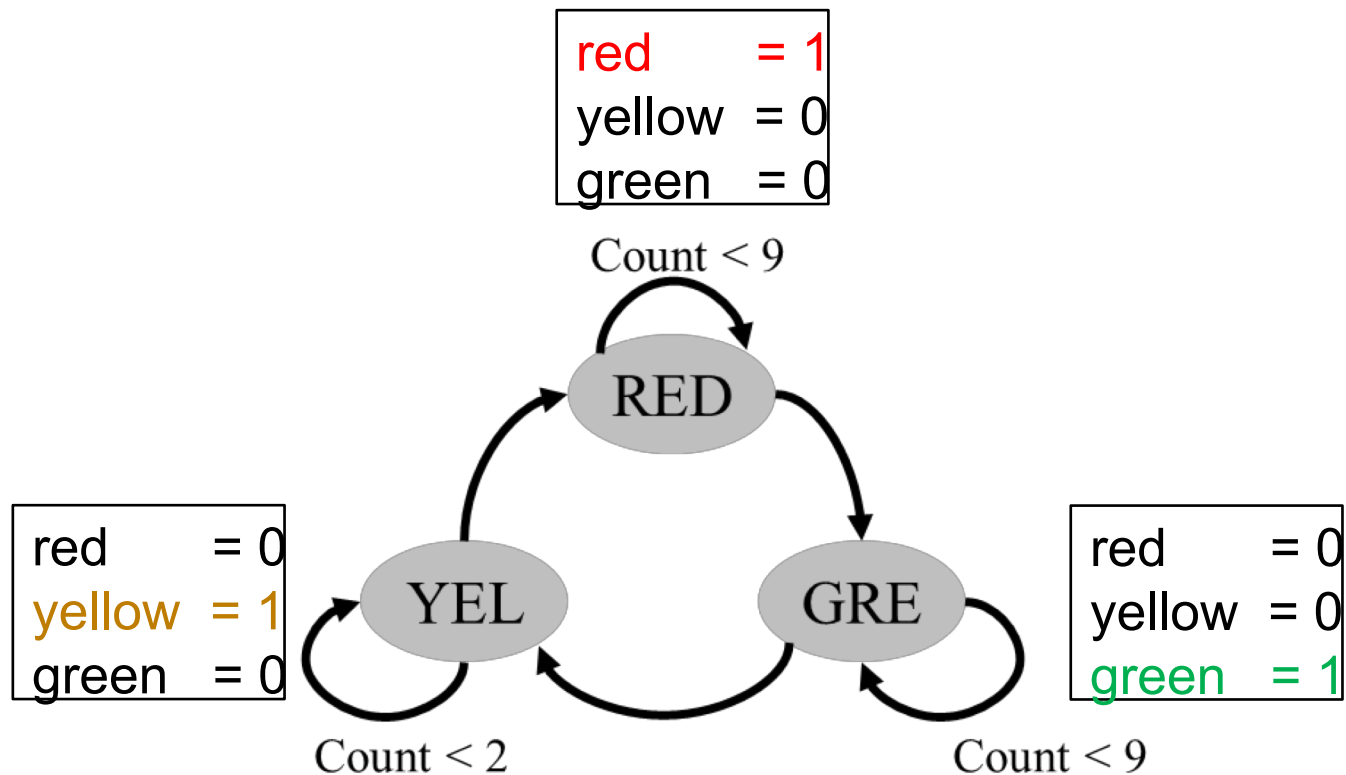 red = 1
yellow = 0
green = 0
Count < 9
RED
red = 0
yellow = 1
green = 0
YEL
GRE
red = 0
yellow = 0
green = 1
Count < 2
Count < 9